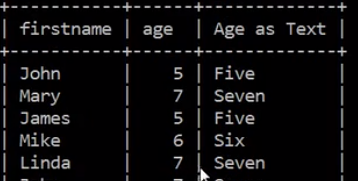 firstname | age | Age as Text
John | 5 | Five
Mary | 7 | Seven
James | 5 | Five
Mike | 6 | Six
Linda | 7 | Seven